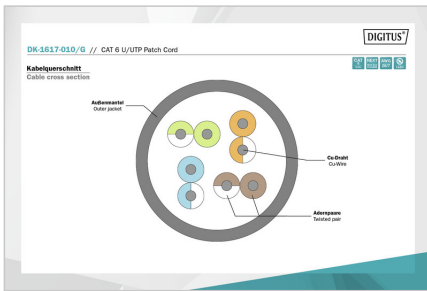 DIGITUS®
DK-1617-010/G // CAT 6 U/UTP Patch Cord
Kabelquerschnitt
Cable cross section
Außenmantel
Outer jacket
Cu-Draht
Cu-Wire
Adernpaare
Twisted pair